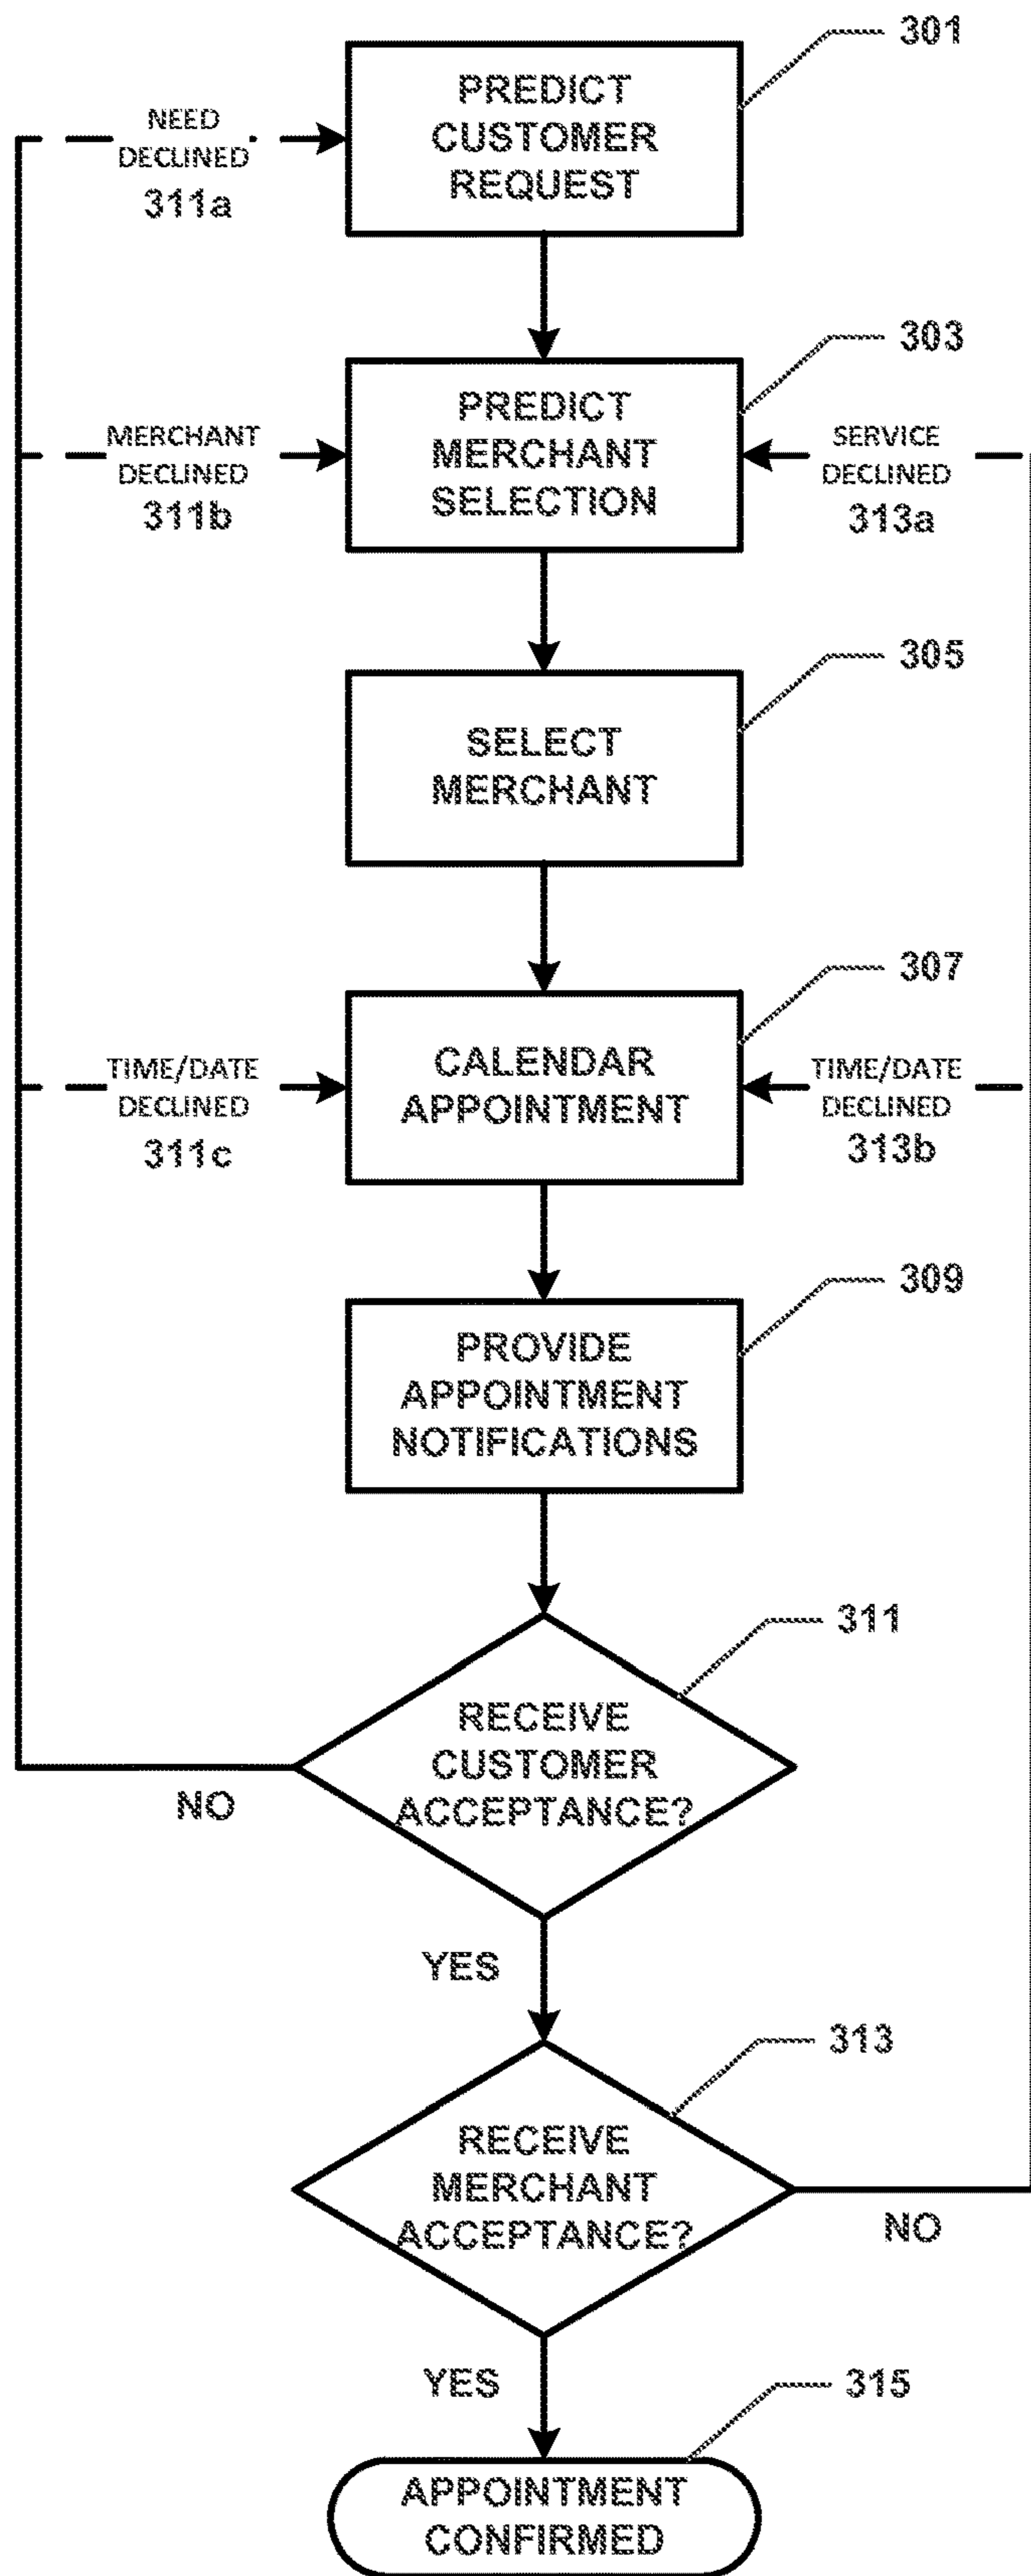 301
PREDICT
CUSTOMER
REQUEST
NEED
DECLINED
311a
303
PREDICT
MERCHANT
SELECTION
MERCHANT
DECLINED
311b
SERVICE
DECLINED
313a
305
SELECT
MERCHANT
307
CALENDAR
APPOINTMENT
TIME/DATE
DECLINED
311c
TIME/DATE
DECLINED
313b
309
PROVIDE
APPOINTMENT
NOTIFICATIONS
311
RECEIVE
CUSTOMER
ACCEPTANCE?
NO
YES
313
RECEIVE
MERCHANT
ACCEPTANCE?
NO
YES
315
APPOINTMENT
CONFIRMED